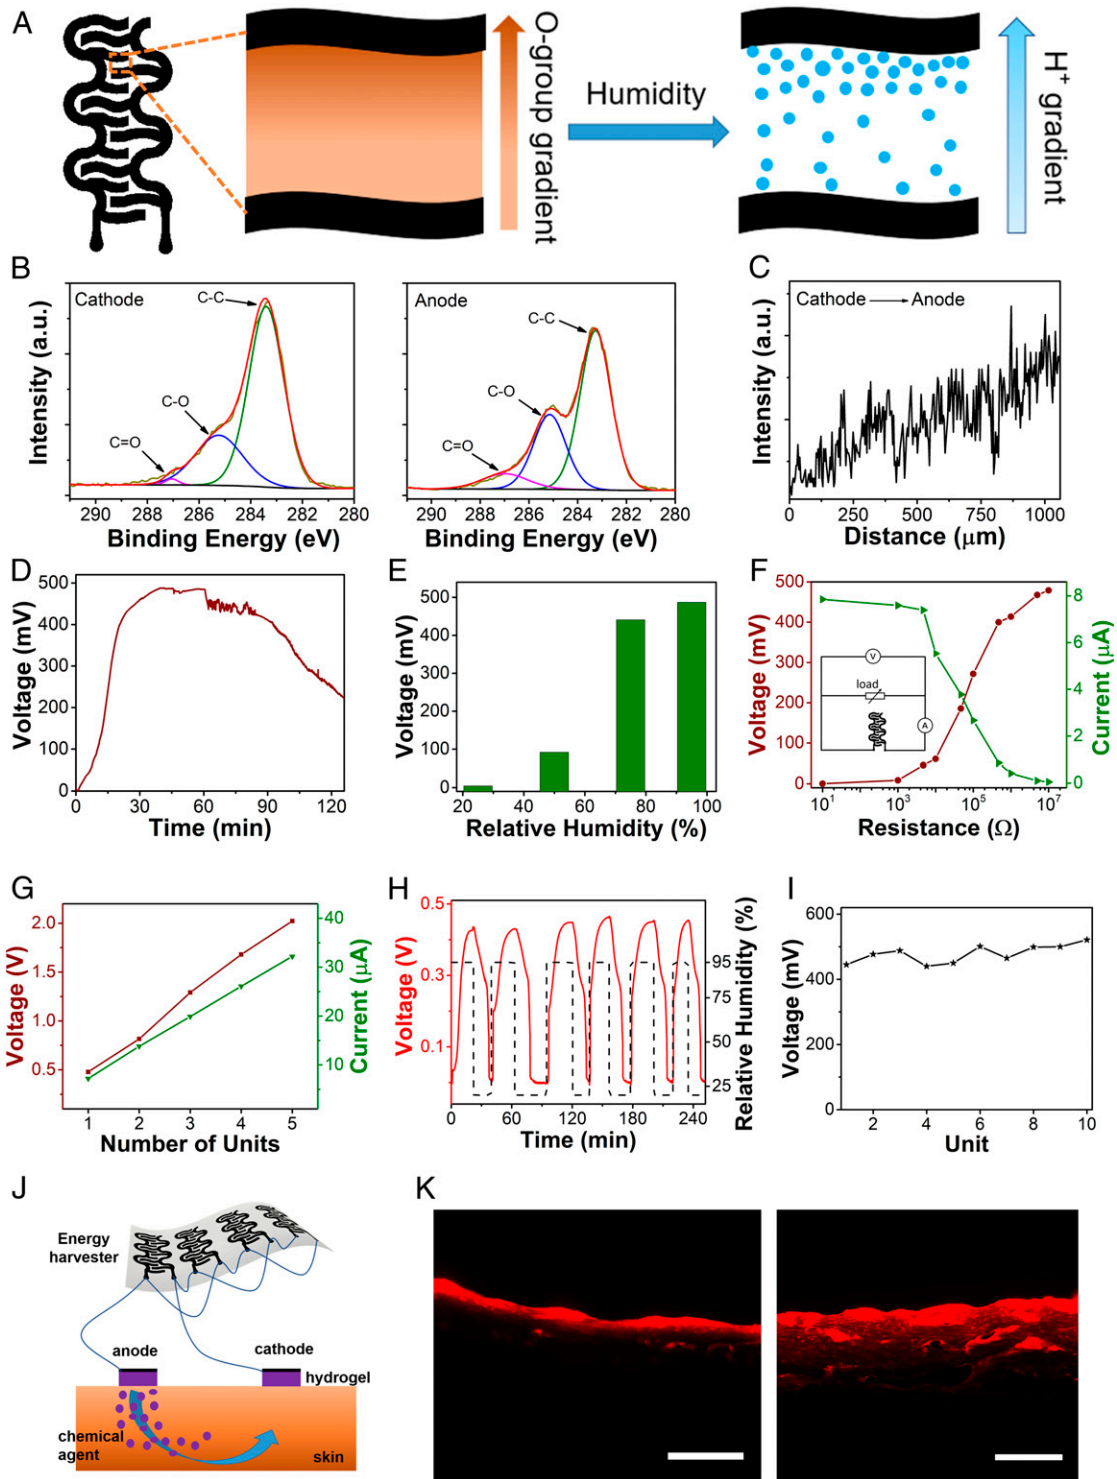 A
O-group gradient
Humidity
H⁺ gradient
B
Cathode
C-C
C-O
C=O
Intensity (a.u.)
290 288 286 284 282 280
Binding Energy (eV)
Anode
C-C
C-O
C=O
290 288 286 284 282 280
Binding Energy (eV)
C
Cathode Anode
Intensity (a.u.)
0 250 500 750 1000
Distance (μm)
D
Voltage (mV)
500
400
300
200
100
0
0 30 60 90 120
Time (min)
E
Voltage (mV)
500
400
300
200
100
0
20 40 60 80 100
Relative Humidity (%)
F
Voltage (mV)
500
400
300
200
100
0
V
load
A
8
6
4
2
0
Current (μA)
10¹ 10³ 10⁵ 10⁷
Resistance (Ω)
G
Voltage (V)
2.0
1.5
1.0
0.5
40
30
20
10
Current (μA)
1 2 3 4 5
Number of Units
H
Voltage (V)
0.5
0.3
0.1
95
75
50
25
Relative Humidity (%)
0 60 120 180 240
Time (min)
I
Voltage (mV)
600
400
200
0
2 4 6 8 10
Unit
J
Energy
harvester
anode
cathode
hydrogel
chemical
agent
skin
K